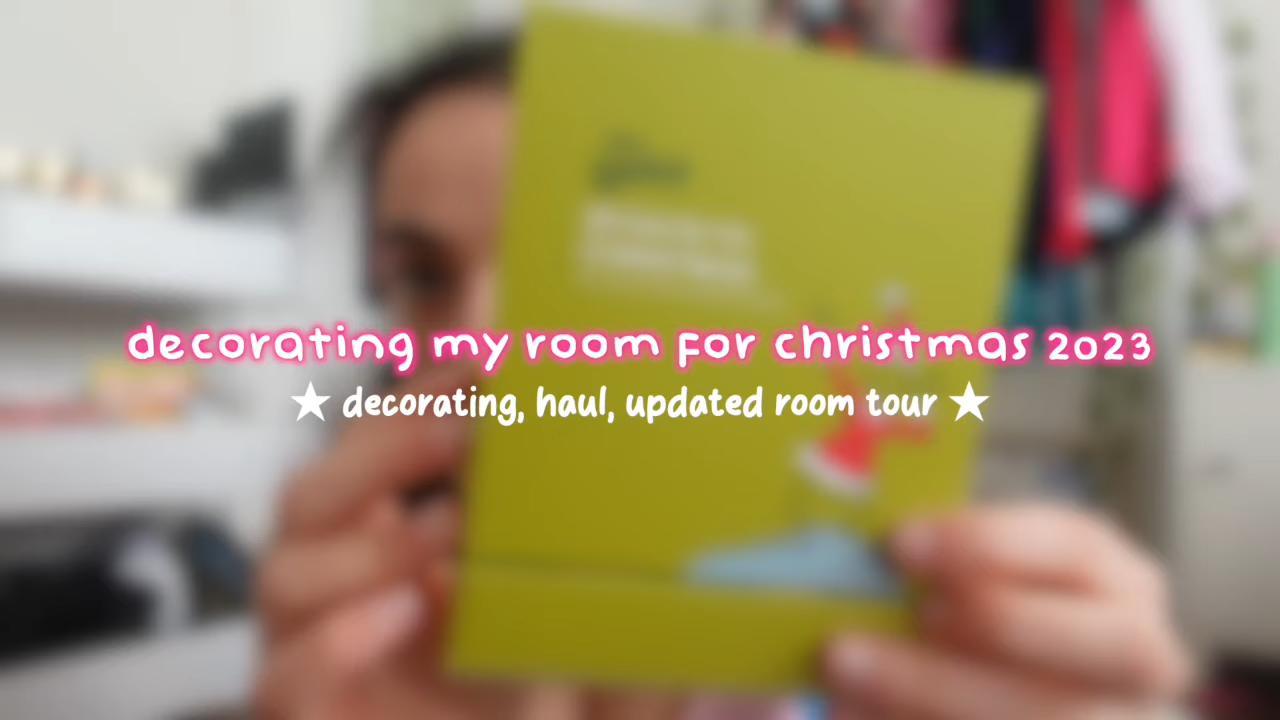 decorating my room for christmas 2023
★ decorating, haul, updated room tour ★